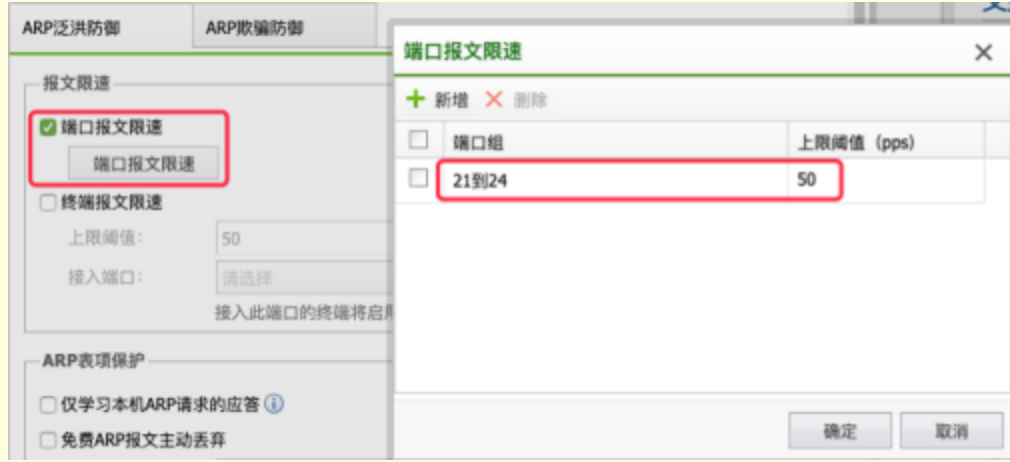 ARP泛洪防御
ARP欺骗防御
报文限速
端口报文限速
端口报文限速
终端报文限速
上限阈值：
50
接入端口：
请选择
接入此端口的终端将启用
ARP表项保护
仅学习本机ARP请求的应答
免费ARP报文主动丢弃
端口报文限速
新增
删除
端口组
上限阈值（pps）
21到24
50
确定
取消